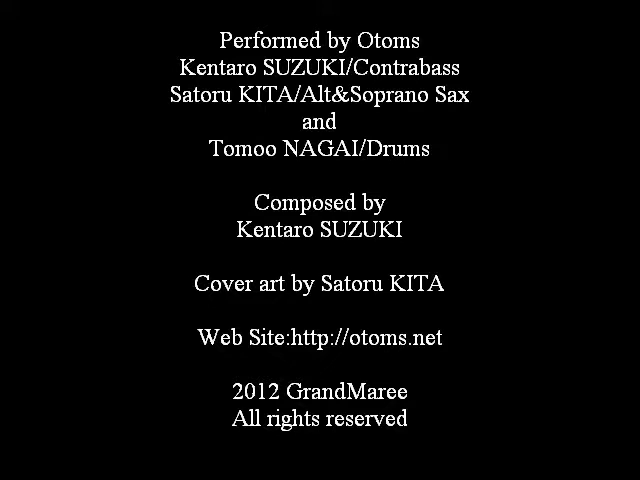 Performed by Otoms
Kentaro SUZUKI/Contrabass
Satoru KITA/Alt&Soprano Sax
and
Tomoo NAGAI/Drums
Composed by
Kentaro SUZUKI
Cover art by Satoru KITA
Web Site:http://otoms.net
2012 GrandMaree
All rights reserved